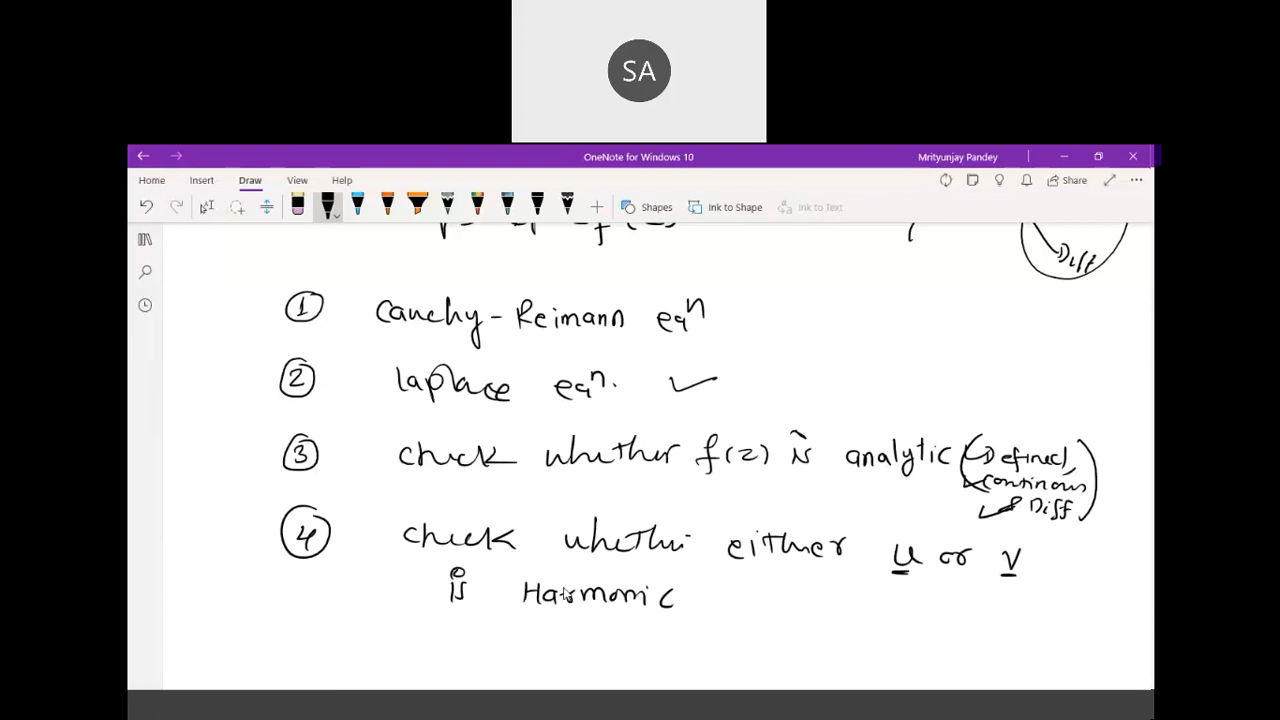 SA
OneNote for Windows 10
Mrityunjay Pandey
Home Insert Draw View Help
Share
Shapes Ink to Shape Ink to Text
Diff
1 Cauchy - Reimann eqn
2 laplace eqn.
3 check whether f(z) is analytic (Defined,
continous
Diff)
4 check whether either u or v
is Harmonic